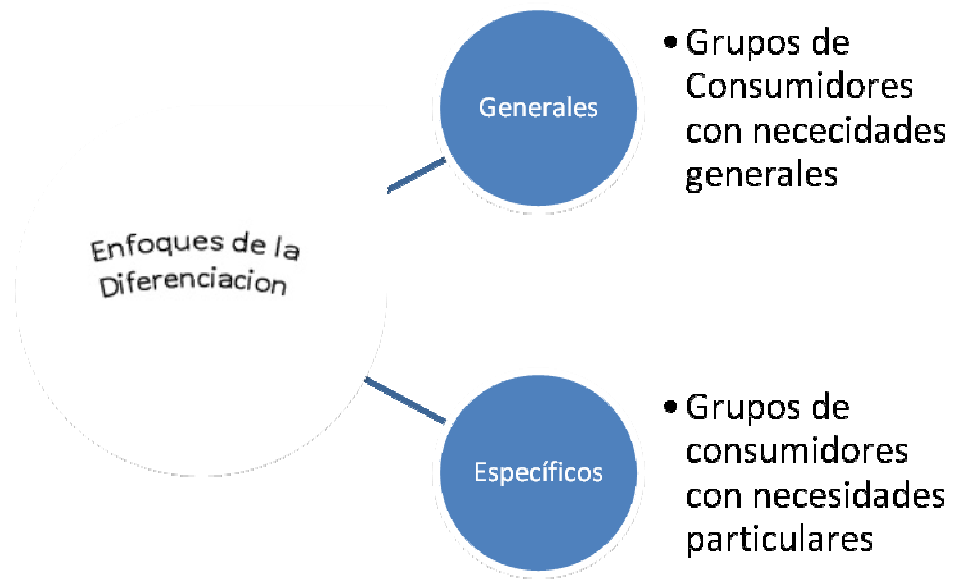 Enfoques de la
Diferenciacion
Generales
• Grupos de
Consumidores
con nececidades
generales
Específicos
• Grupos de
consumidores
con necesidades
particulares